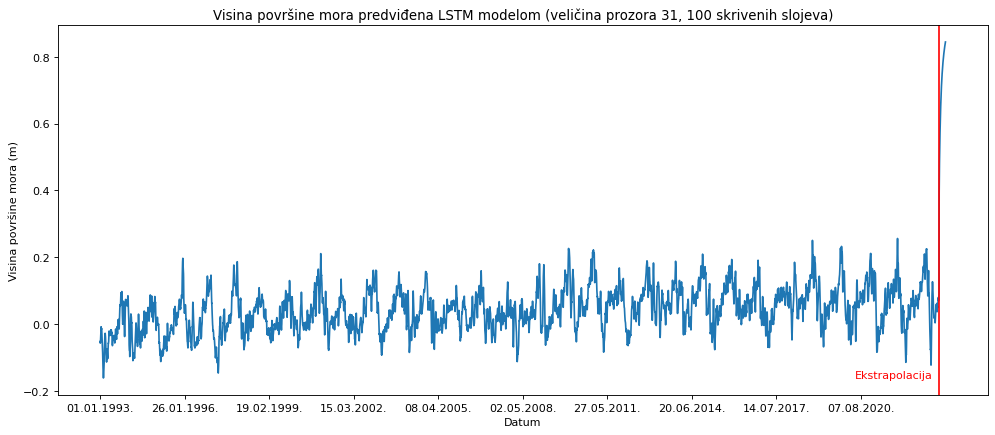 Visina površine mora predviđena LSTM modelom (veličina prozora 31, 100 skrivenih slojeva)
Visina površine mora (m)
0.8
0.6
0.4
0.2
0.0
−0.2
Ekstrapolacija
01.01.1993. 26.01.1996. 19.02.1999. 15.03.2002. 08.04.2005. 02.05.2008. 27.05.2011. 20.06.2014. 14.07.2017. 07.08.2020.
Datum